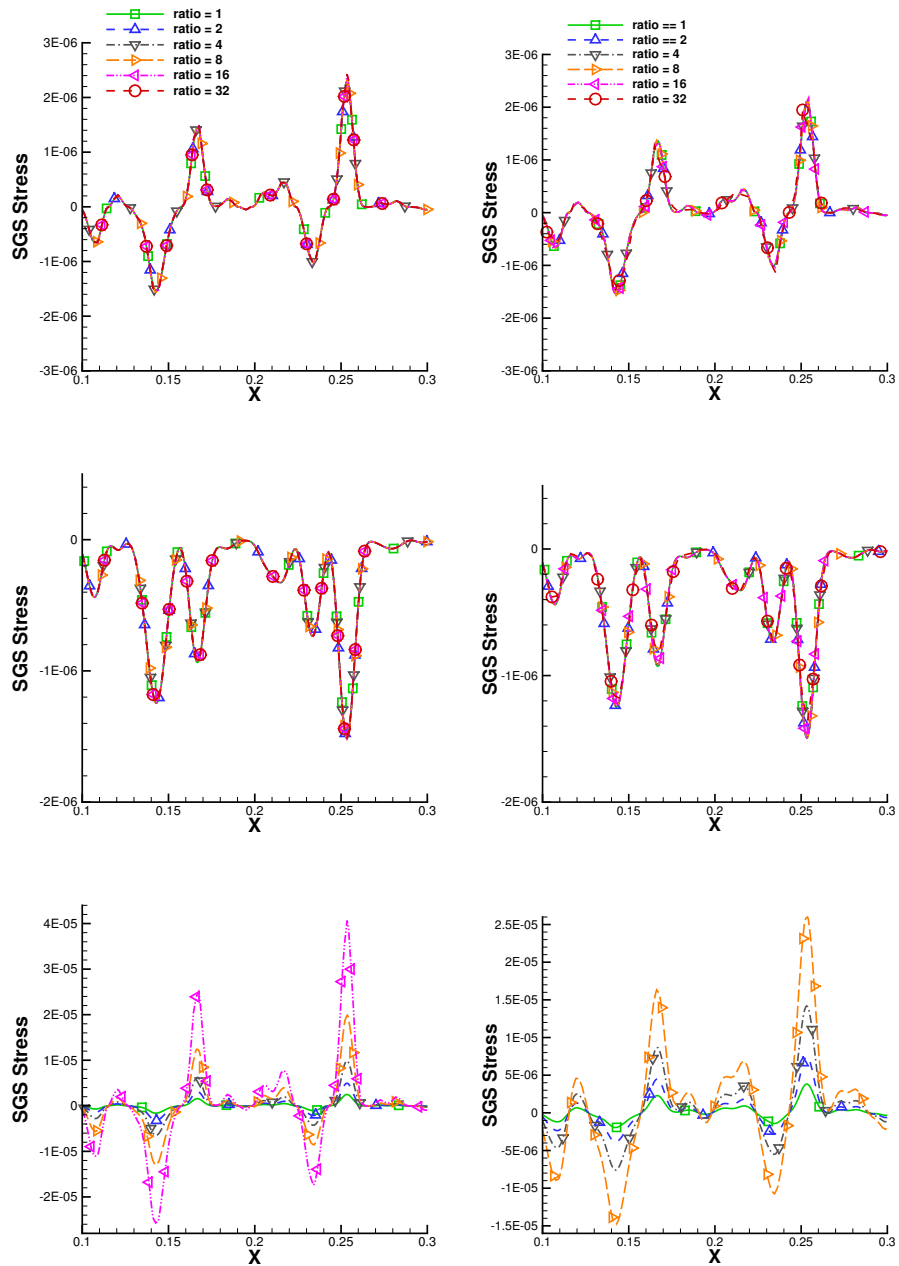 ratio = 1
ratio = 2
ratio = 4
ratio = 8
ratio = 16
ratio = 32
3E-06
2E-06
1E-06
0
-1E-06
-2E-06
-3E-06
SGS Stress
0.1
0.15
0.2
0.25
0.3
X
ratio == 1
ratio == 2
ratio = 4
ratio = 8
ratio = 16
ratio = 32
3E-06
2E-06
1E-06
0
-1E-06
-2E-06
-3E-06
SGS Stress
0.1
0.15
0.2
0.25
0.3
X
0
-1E-06
-2E-06
SGS Stress
0.1
0.15
0.2
0.25
0.3
X
0
-1E-06
-2E-06
SGS Stress
0.1
0.15
0.2
0.25
0.3
X
4E-05
3E-05
2E-05
1E-05
0
-1E-05
-2E-05
SGS Stress
0.1
0.15
0.2
0.25
0.3
X
2.5E-05
2E-05
1.5E-05
1E-05
5E-06
0
-5E-06
-1E-05
-1.5E-05
SGS Stress
0.1
0.15
0.2
0.25
0.3
X